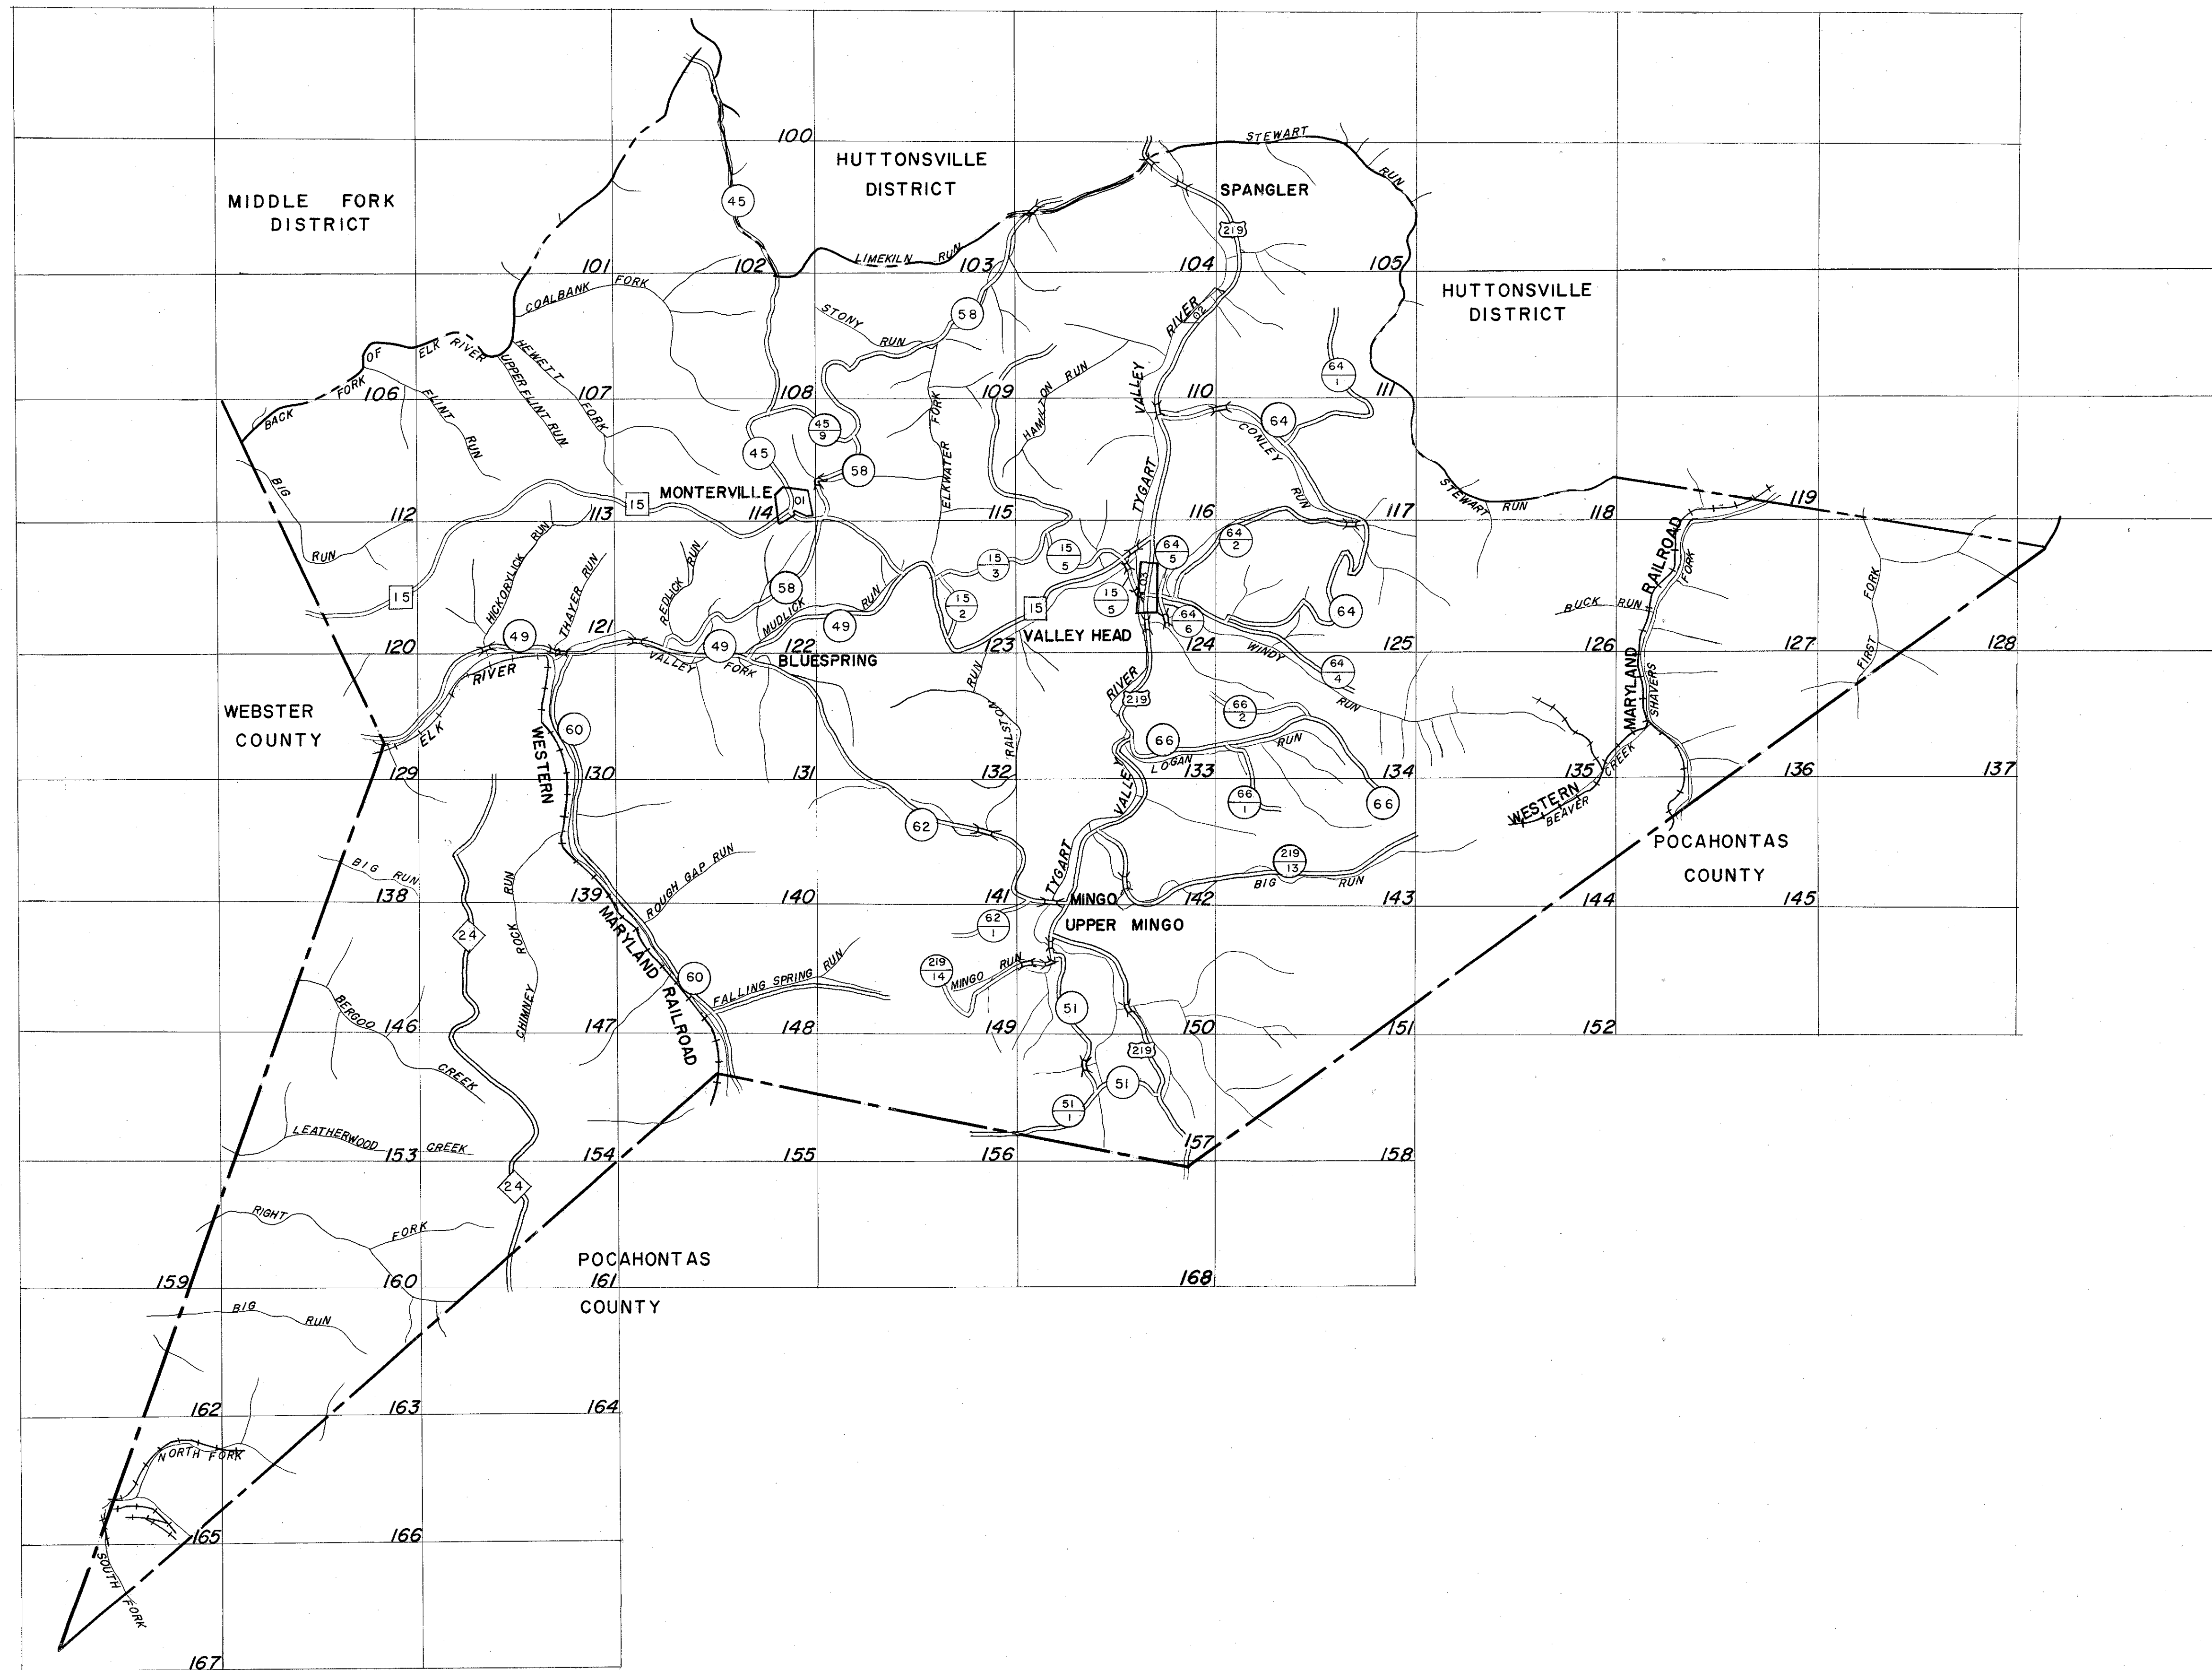 100
STEWART
HUTTONSVILLE
DISTRICT
SPANGLER
RUN
MIDDLE FORK
DISTRICT
45
219
LIMEKILN RUN
101
102
103
104
105
COALBANK FORK
HUTTONSVILLE
DISTRICT
STONY
RUN
58
RIVER
02
OF
ELK RIVER
BACK
FORK
HEWETT
FORK
UPPER FLINT RUN
FLINT
RUN
106
107
108
109
110
111
64
1
VALLEY
HAMILTON RUN
45
9
FORK
64
CONLEY
RUN
45
58
ELKWATER
TYGART
BIG
RUN
MONTERVILLE
01
15
112
113
114
115
116
117
118
119
STEWART
RUN
RAILROAD
FORK
HICKORYLICK RUN
THAYER RUN
REDLICK RUN
15
3
15
5
64
5
64
2
15
58
MUDLICK
RUN
49
15
2
15
15
5
03
64
6
64
BUCK RUN
FORK
FIRST
49
49
VALLEY HEAD
120
121
122
123
124
125
126
127
128
VALLEY
FORK
BLUESPRING
WINDY
RUN
64
4
RIVER
RUN
RALSTON
RIVER
219
MARYLAND
SHAVERS
WEBSTER
COUNTY
ELK
60
66
2
66
LOGAN
RUN
WESTERN
129
130
131
132
133
134
135
136
137
CREEK
VALLEY
66
1
66
WESTERN
BEAVER
62
POCAHONTAS
COUNTY
BIG RUN
ROUGH GAP RUN
TYGART
219
13
BIG
RUN
138
139
140
141
142
143
144
145
MINGO
UPPER MINGO
62
1
24
CHIMNEY
ROCK
RUN
MARYLAND
RAILROAD
60
FALLING SPRING RUN
219
14
MINGO RUN
51
BERGOO
CREEK
146
147
148
149
150
151
152
219
51
51
1
LEATHERWOOD CREEK
153
154
155
156
157
158
24
RIGHT
FORK
POCAHONTAS
COUNTY
159
160
161
168
BIG
RUN
162
163
164
NORTH FORK
165
166
SOUTH
FORK
167